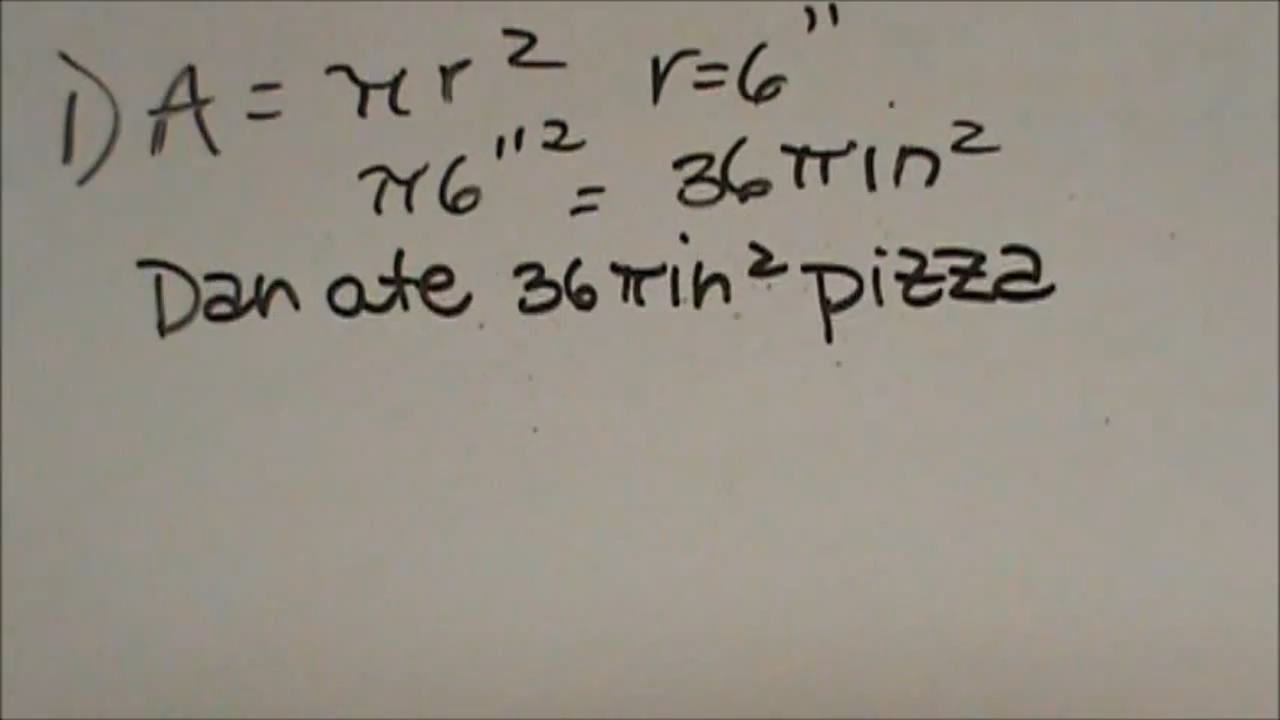 1) A = πr² r=6"
π6"² = 36πin²
Dan ate 36πin² pizza